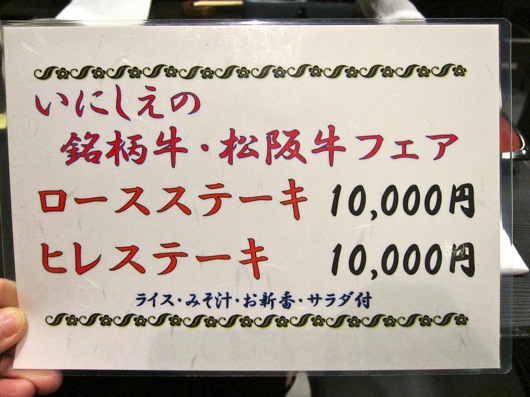 いにしえの
銘柄牛・松阪牛フェア
ロースステーキ 10,000円
ヒレステーキ 10,000円
ライス・みそ汁・お新香・サラダ付